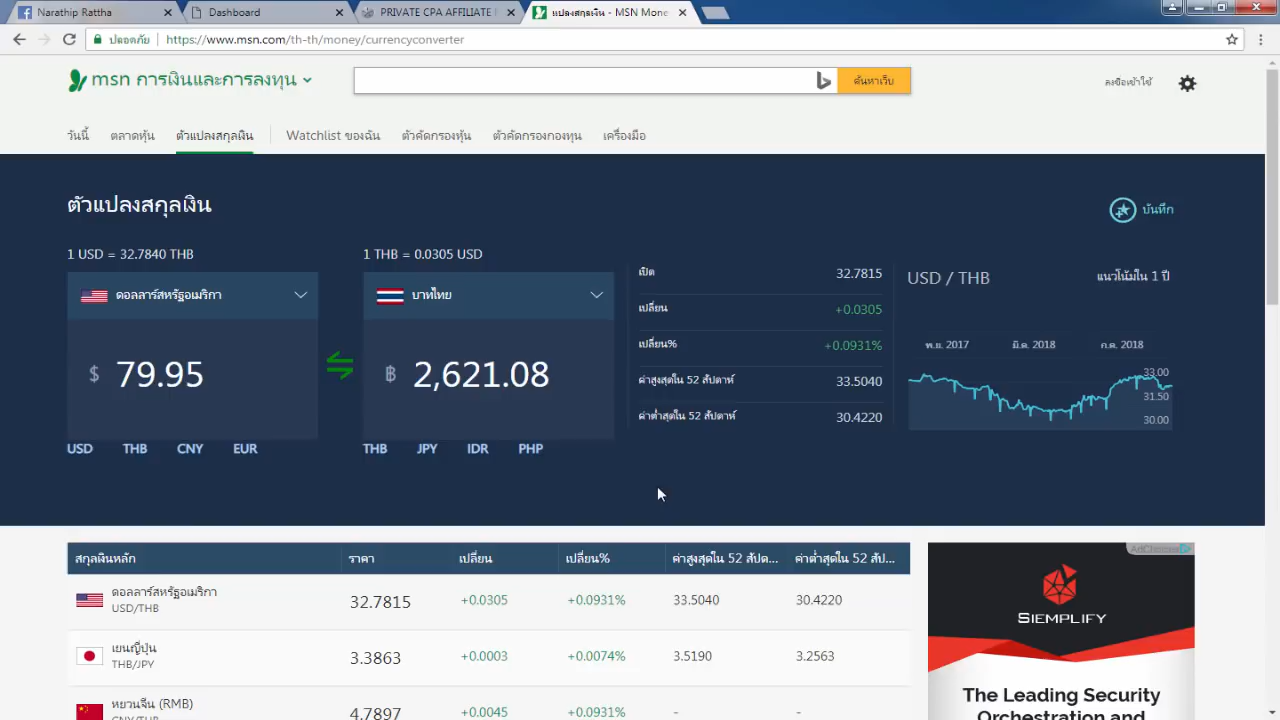 Narathip Rattha
Dashboard
PRIVATE CPA AFFILIATE
แปลงสกุลเงิน - MSN Mone
ปลอดภัย
https://www.msn.com/th-th/money/currencyconverter
msn การเงินและการลงทุน
ค้นหาเว็บ
ลงชื่อเข้าใช้
วันนี้
ตลาดหุ้น
ตัวแปลงสกุลเงิน
Watchlist ของฉัน
ตัวคัดกรองหุ้น
ตัวคัดกรองกองทุน
เครื่องมือ
ตัวแปลงสกุลเงิน
บันทึก
1 USD = 32.7840 THB
1 THB = 0.0305 USD
ดอลลาร์สหรัฐอเมริกา
บาทไทย
$ 79.95
฿ 2,621.08
USD THB CNY EUR
THB JPY IDR PHP
เปิด 32.7815
เปลี่ยน +0.0305
เปลี่ยน% +0.0931%
ค่าสูงสุดใน 52 สัปดาห์ 33.5040
ค่าต่ำสุดใน 52 สัปดาห์ 30.4220
USD / THB
แนวโน้มใน 1 ปี
พ.ย. 2017 มี.ค. 2018 ก.ค. 2018
33.00
31.50
30.00
สกุลเงินหลัก ราคา เปลี่ยน เปลี่ยน% ค่าสูงสุดใน 52 สัปด... ค่าต่ำสุดใน 52 สัป...
ดอลลาร์สหรัฐอเมริกา
USD/THB
32.7815 +0.0305 +0.0931% 33.5040 30.4220
เยนญี่ปุ่น
THB/JPY
3.3863 +0.0003 +0.0074% 3.5190 3.2563
หยวนจีน (RMB)
CNY/THB
4.7897 +0.0045 +0.0931% - -
AdChoices
SIEMPLIFY
The Leading Security
Orchestration and